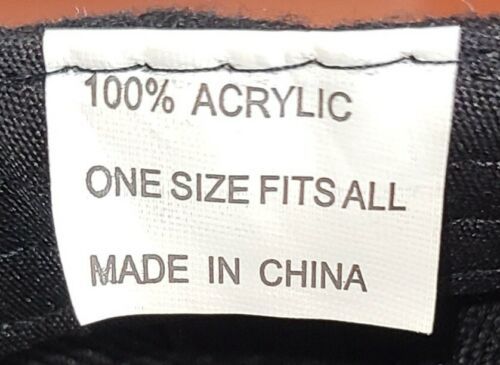 100% ACRYLIC
ONE SIZE FITS ALL
MADE IN CHINA